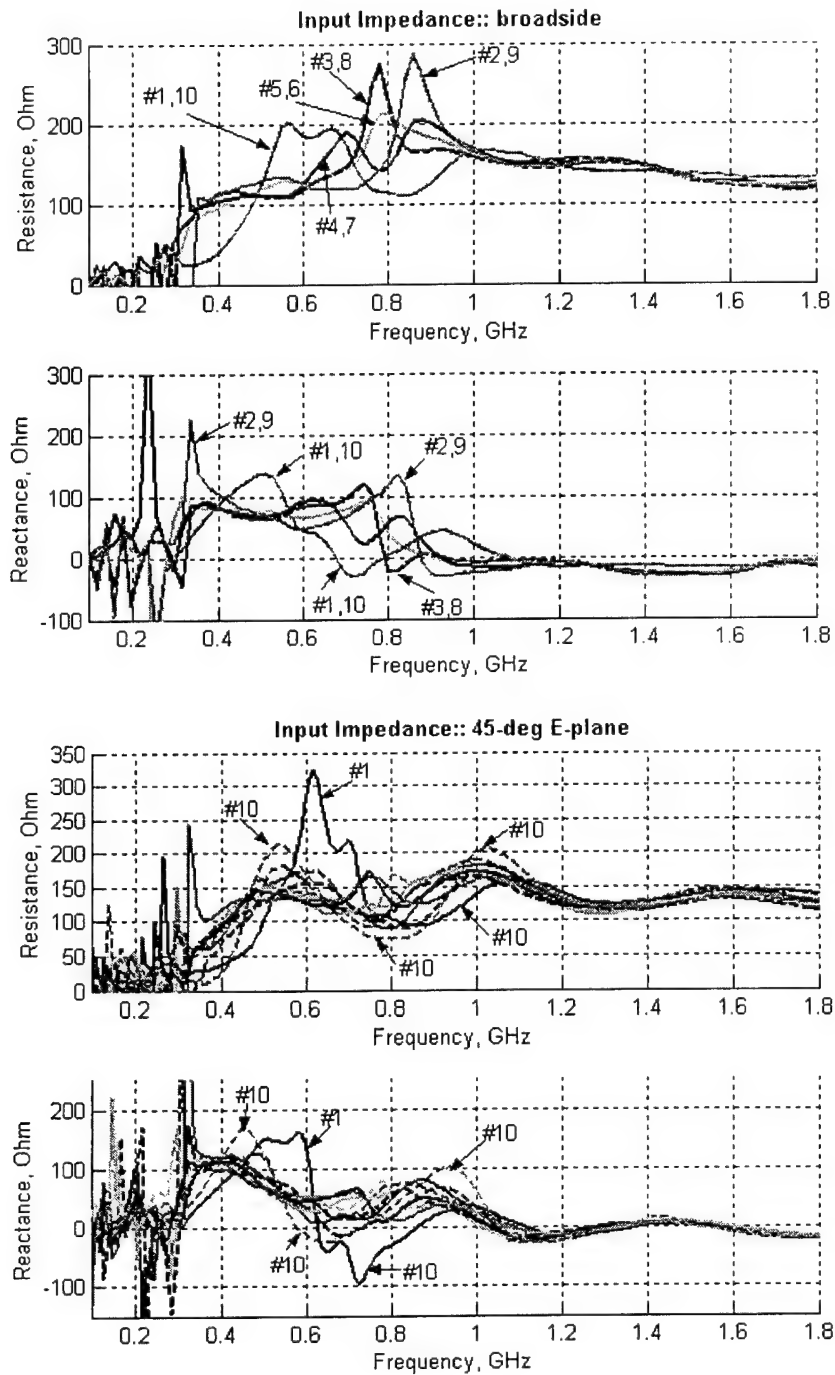 Input Impedance:: broadside
300
200
100
0
Resistance, Ohm
#3,8
#2,9
#5,6
#1,10
#4,7
0.2 0.4 0.6 0.8 1 1.2 1.4 1.6 1.8
Frequency, GHz
300
200
100
0
-100
Reactance, Ohm
#2,9
#1,10
#2,9
#1,10
#3,8
0.2 0.4 0.6 0.8 1 1.2 1.4 1.6 1.8
Frequency, GHz
Input Impedance:: 45-deg E-plane
350
300
250
200
150
100
50
0
Resistance, Ohm
#1
#10
#10
#10
#10
0.2 0.4 0.6 0.8 1 1.2 1.4 1.6 1.8
Frequency, GHz
200
100
0
-100
Reactance, Ohm
#10
#1
#10
#10
#10
0.2 0.4 0.6 0.8 1 1.2 1.4 1.6 1.8
Frequency, GHz